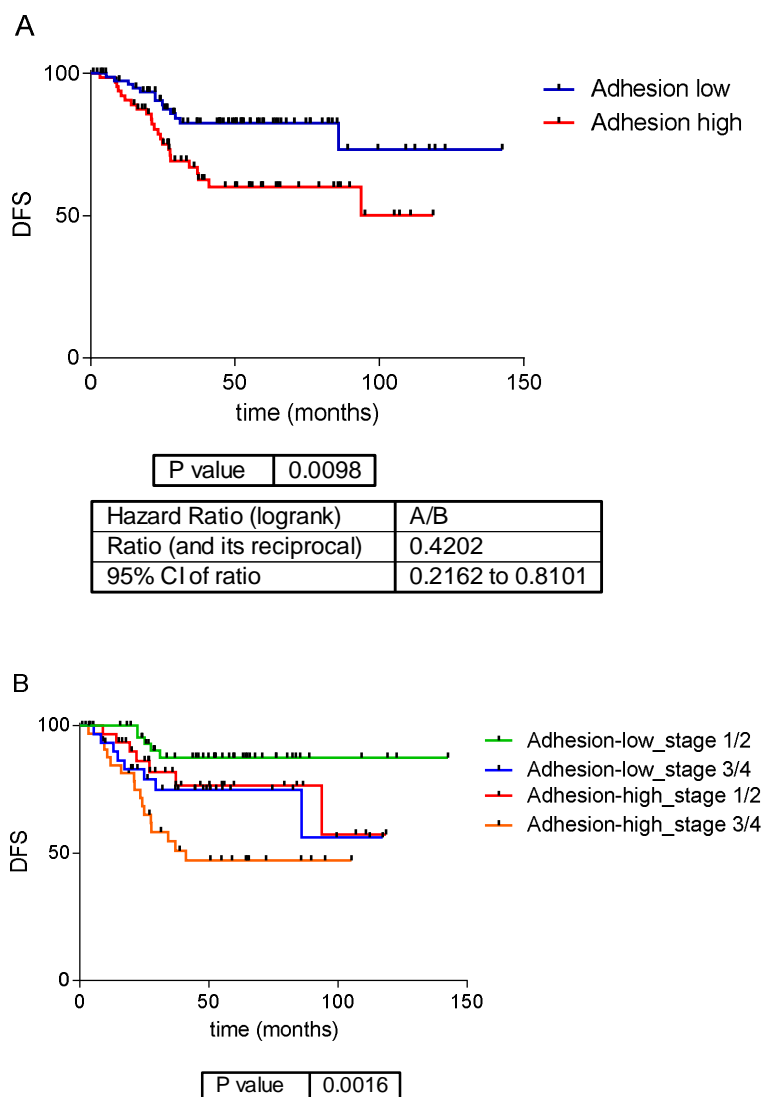 A
100
50
0
DFS
0 50 100 150
time (months)
Adhesion low
Adhesion high
P value 0.0098
Hazard Ratio (logrank) A/B
Ratio (and its reciprocal) 0.4202
95% CI of ratio 0.2162 to 0.8101
B
100
50
0
DFS
0 50 100 150
time (months)
Adhesion-low_stage 1/2
Adhesion-low_stage 3/4
Adhesion-high_stage 1/2
Adhesion-high_stage 3/4
P value 0.0016